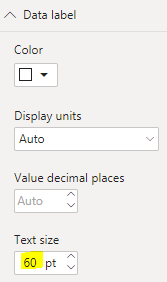 Data label
Color
Display units
Auto
Value decimal places
Auto
Text size
60 pt